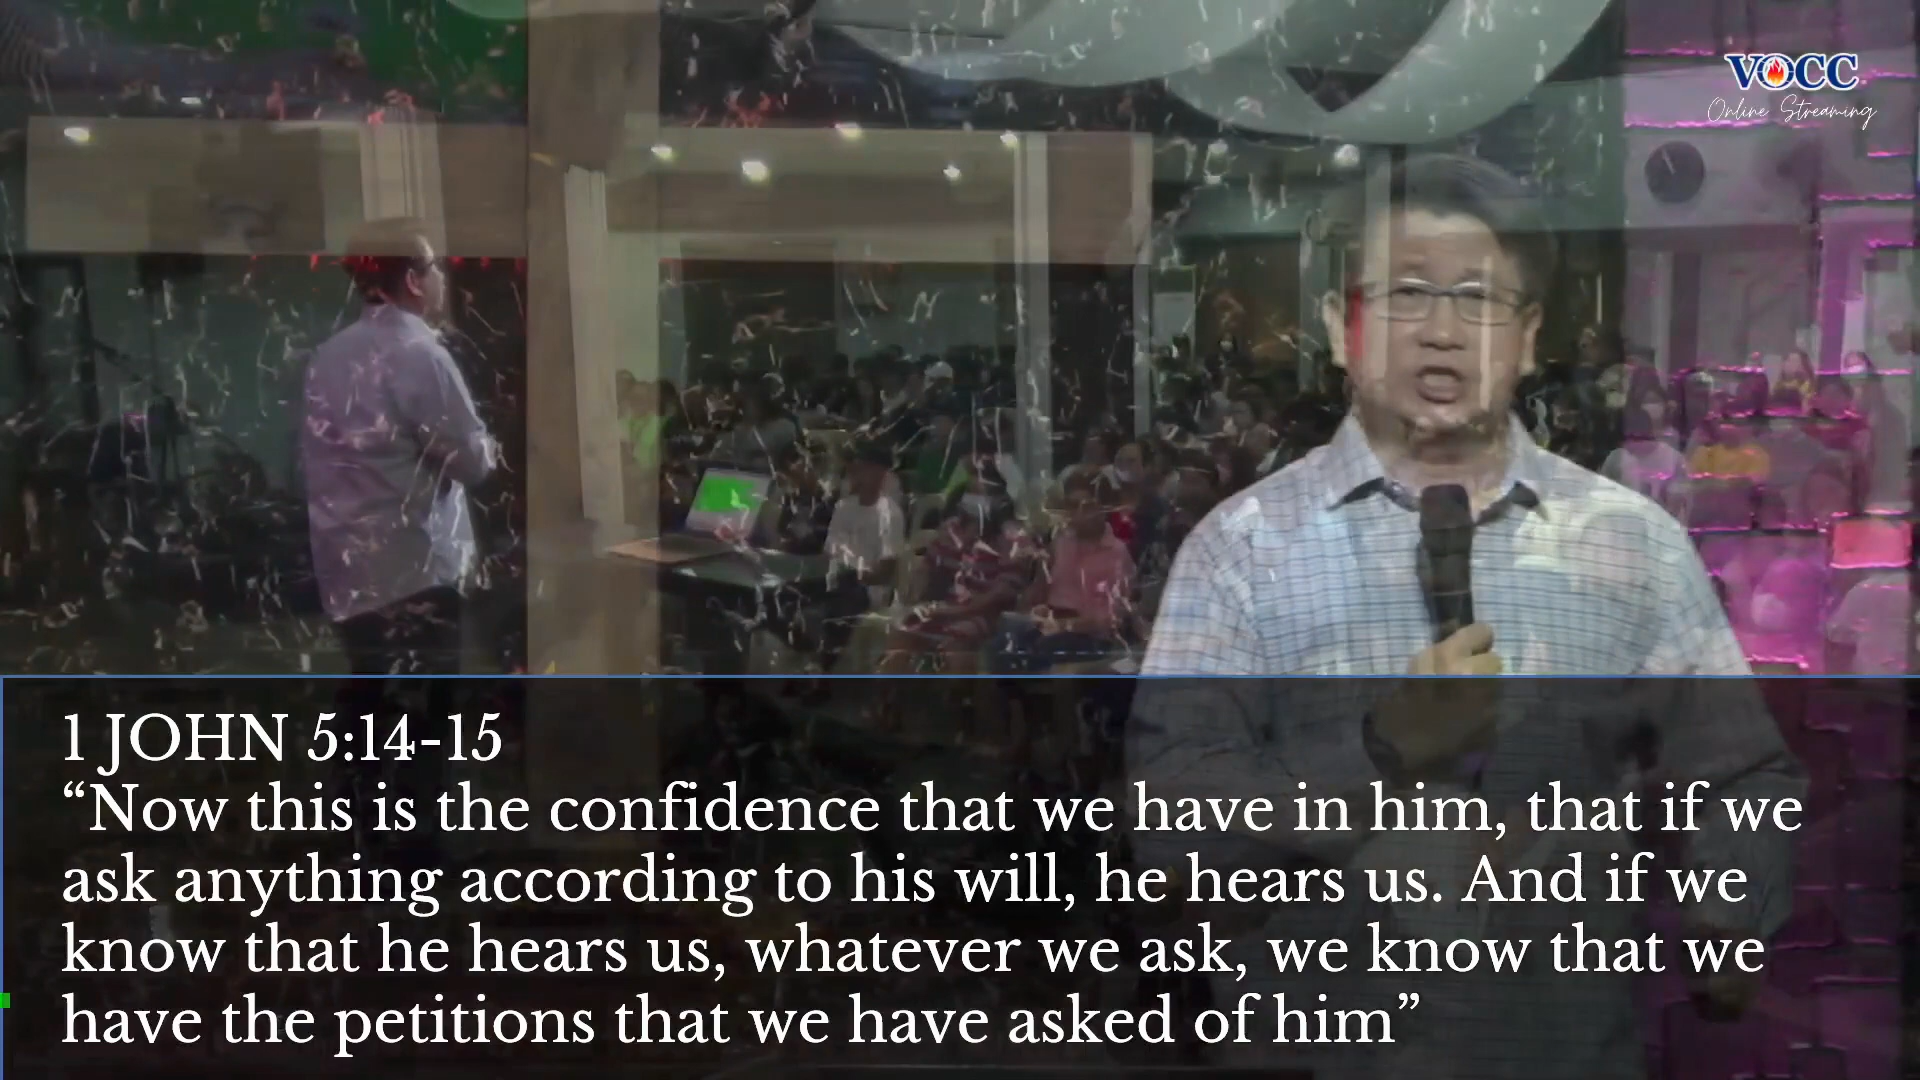 VOCC
Online Streaming
1 JOHN 5:14-15
“Now this is the confidence that we have in him, that if we
ask anything according to his will, he hears us. And if we
know that he hears us, whatever we ask, we know that we
have the petitions that we have asked of him”